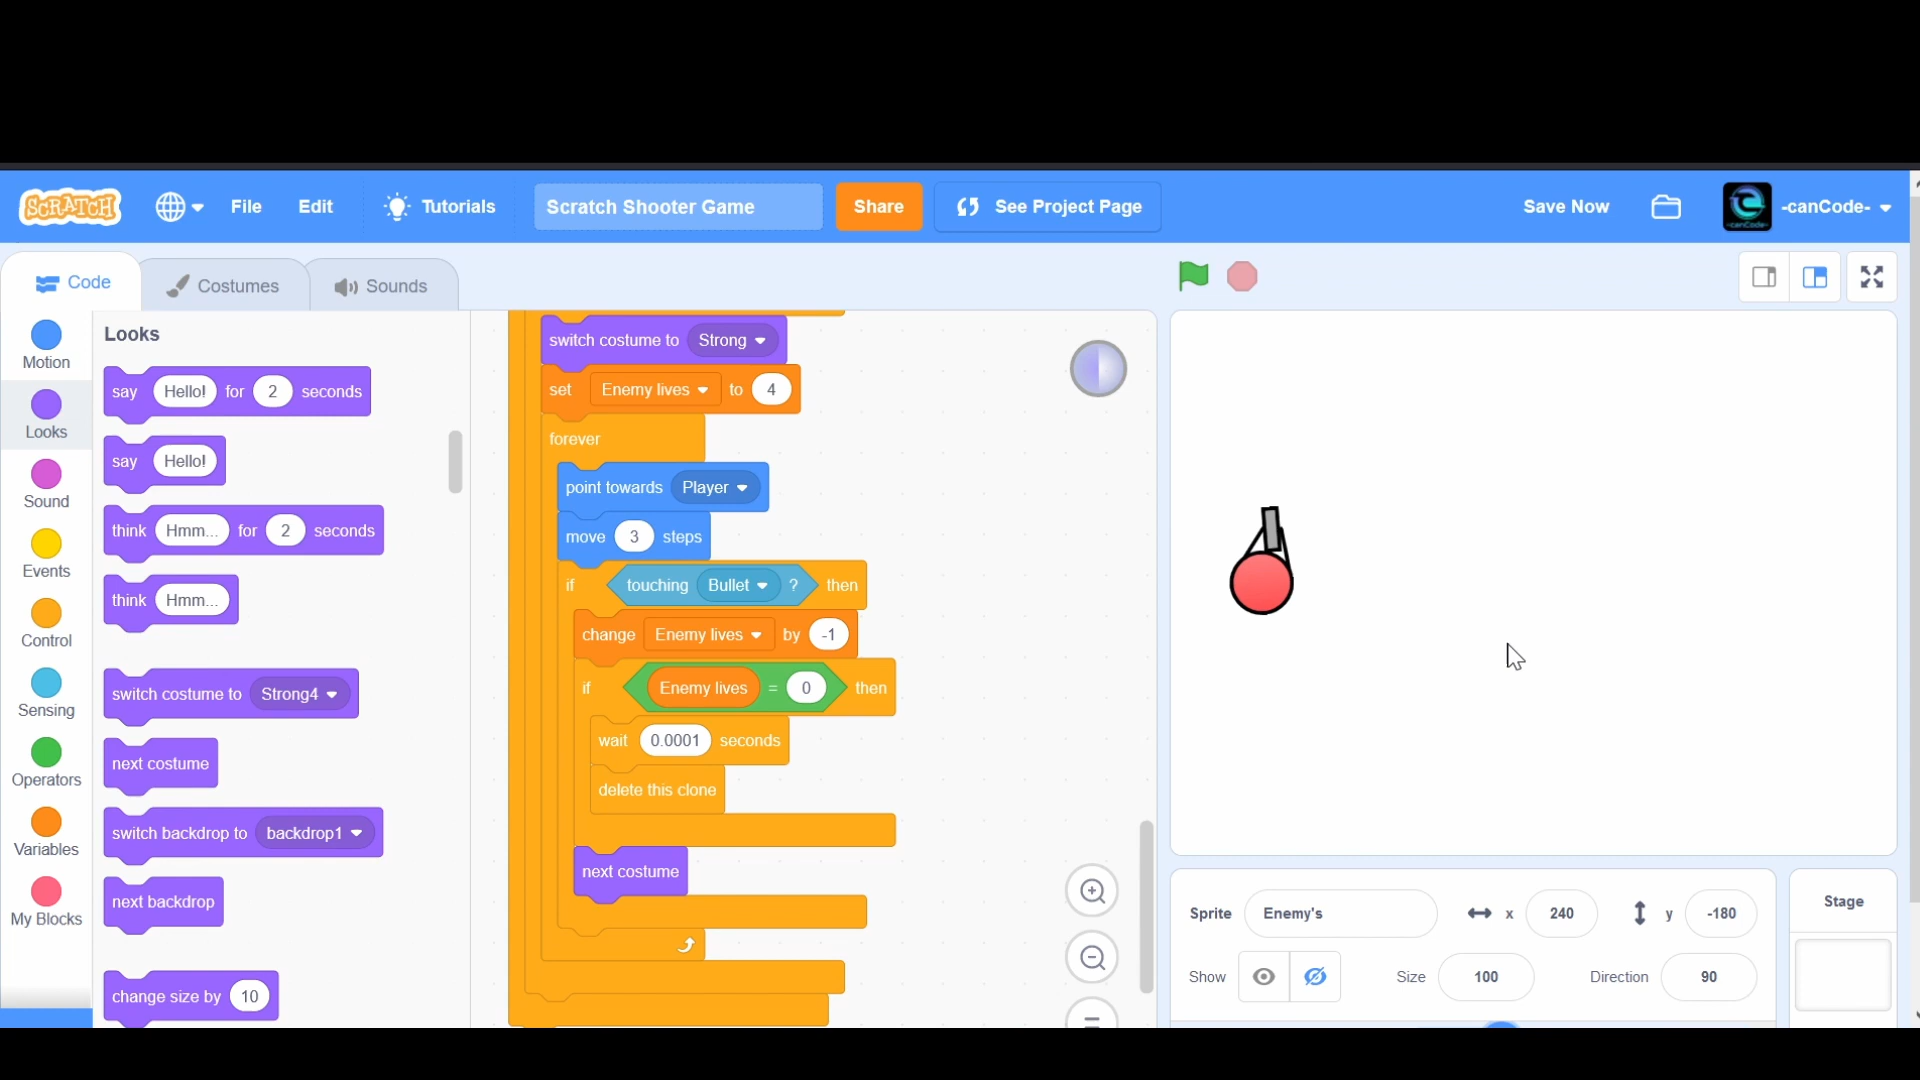 SCRATCH File Edit Tutorials Scratch Shooter Game Share See Project Page Save Now -canCode-
Code Costumes Sounds
Motion
Looks
Sound
Events
Control
Sensing
Operators
Variables
My Blocks
Looks
say Hello! for 2 seconds
say Hello!
think Hmm... for 2 seconds
think Hmm...
switch costume to Strong4
next costume
switch backdrop to backdrop1
next backdrop
change size by 10
switch costume to Strong
set Enemy lives to 4
forever
point towards Player
move 3 steps
if touching Bullet ? then
change Enemy lives by -1
if Enemy lives = 0 then
wait 0.0001 seconds
delete this clone
next costume
Sprite Enemy's x 240 y -180
Show Size 100 Direction 90
Stage